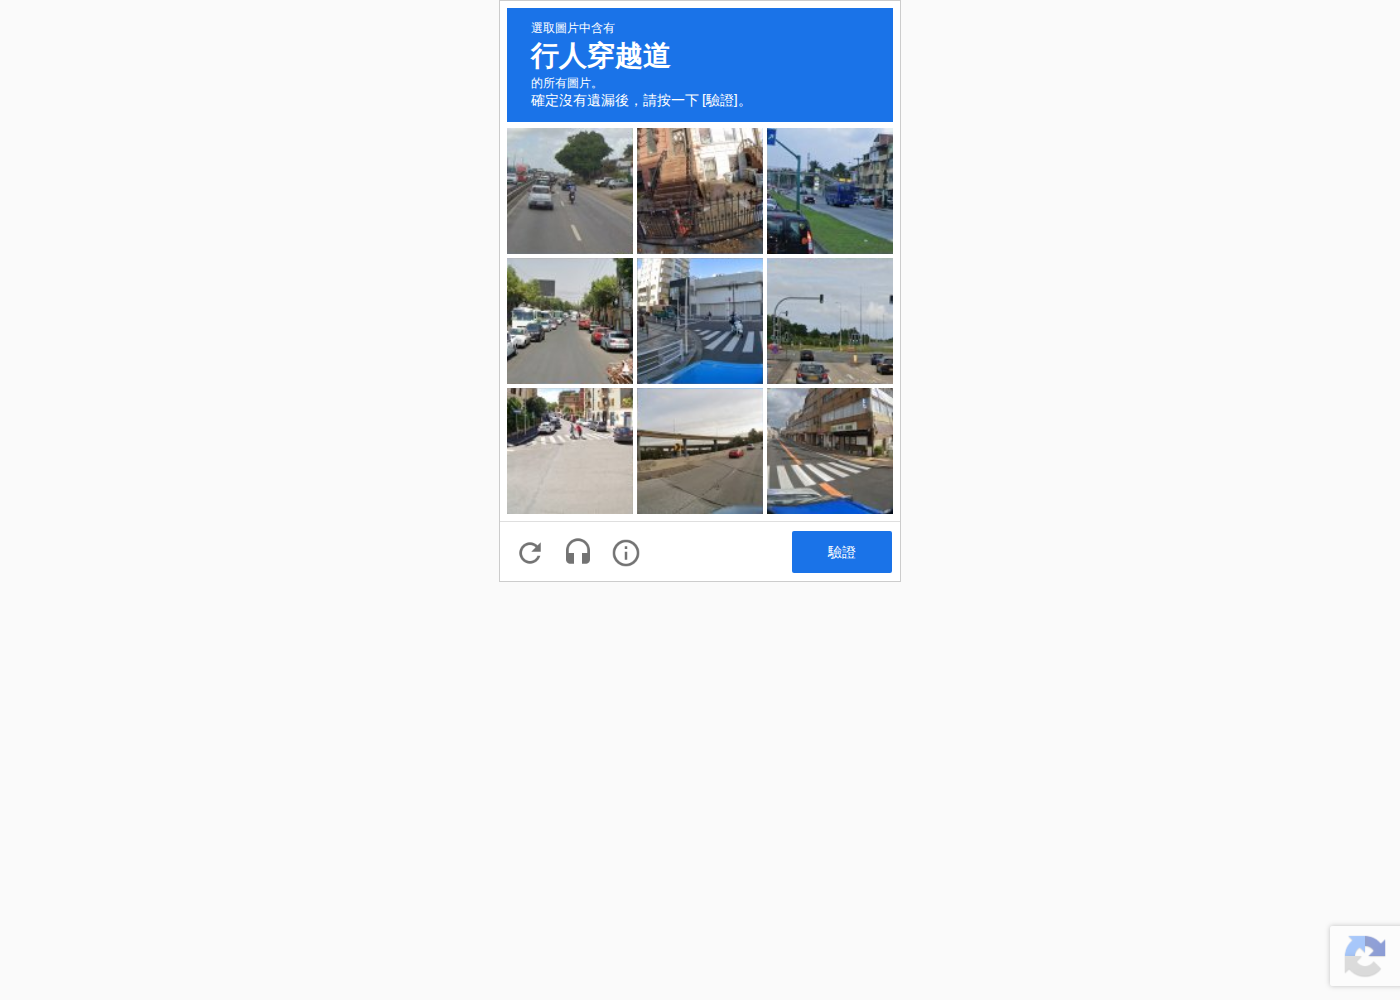 選取圖片中含有
行人穿越道
的所有圖片。
確定沒有遺漏後，請按一下 [驗證]。
驗證